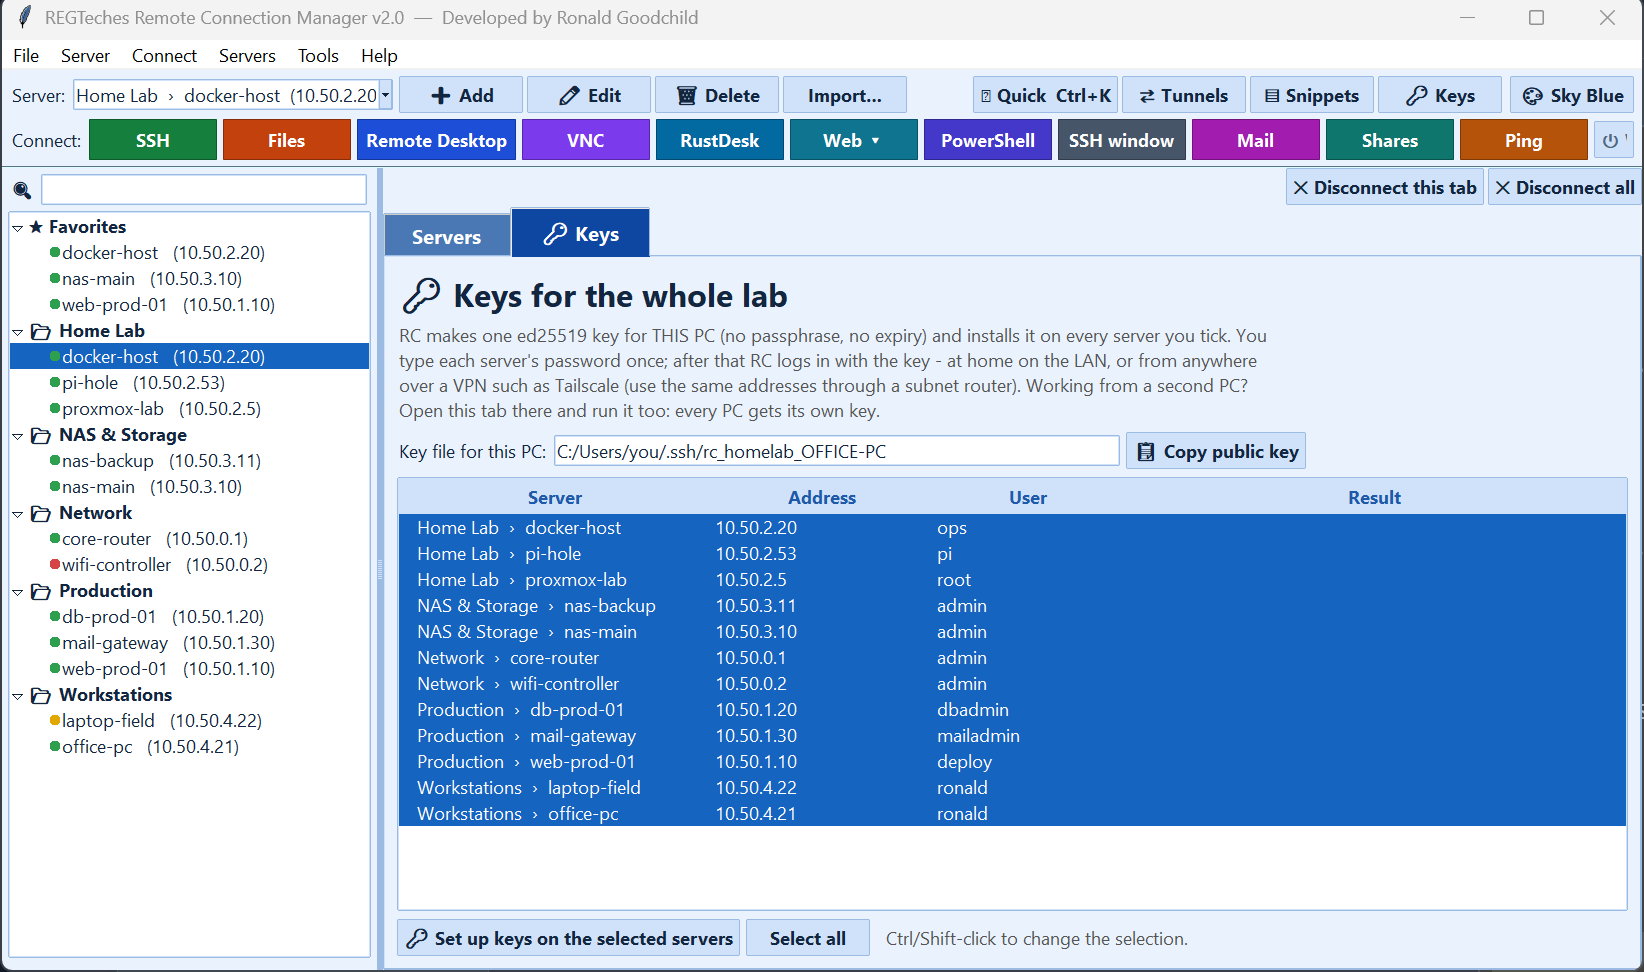 REGTeches Remote Connection Manager v2.0 — Developed by Ronald Goodchild
File Server Connect Servers Tools Help
Server: Home Lab › docker-host (10.50.2.20 Add Edit Delete Import... Quick Ctrl+K Tunnels Snippets Keys Sky Blue
Connect: SSH Files Remote Desktop VNC RustDesk Web PowerShell SSH window Mail Shares Ping
Disconnect this tab Disconnect all
★ Favorites
docker-host (10.50.2.20)
nas-main (10.50.3.10)
web-prod-01 (10.50.1.10)
Home Lab
docker-host (10.50.2.20)
pi-hole (10.50.2.53)
proxmox-lab (10.50.2.5)
NAS & Storage
nas-backup (10.50.3.11)
nas-main (10.50.3.10)
Network
core-router (10.50.0.1)
wifi-controller (10.50.0.2)
Production
db-prod-01 (10.50.1.20)
mail-gateway (10.50.1.30)
web-prod-01 (10.50.1.10)
Workstations
laptop-field (10.50.4.22)
office-pc (10.50.4.21)
Servers Keys
Keys for the whole lab
RC makes one ed25519 key for THIS PC (no passphrase, no expiry) and installs it on every server you tick. You
type each server's password once; after that RC logs in with the key - at home on the LAN, or from anywhere
over a VPN such as Tailscale (use the same addresses through a subnet router). Working from a second PC?
Open this tab there and run it too: every PC gets its own key.
Key file for this PC: C:/Users/you/.ssh/rc_homelab_OFFICE-PC Copy public key
Server Address User Result
Home Lab › docker-host 10.50.2.20 ops
Home Lab › pi-hole 10.50.2.53 pi
Home Lab › proxmox-lab 10.50.2.5 root
NAS & Storage › nas-backup 10.50.3.11 admin
NAS & Storage › nas-main 10.50.3.10 admin
Network › core-router 10.50.0.1 admin
Network › wifi-controller 10.50.0.2 admin
Production › db-prod-01 10.50.1.20 dbadmin
Production › mail-gateway 10.50.1.30 mailadmin
Production › web-prod-01 10.50.1.10 deploy
Workstations › laptop-field 10.50.4.22 ronald
Workstations › office-pc 10.50.4.21 ronald
Set up keys on the selected servers Select all Ctrl/Shift-click to change the selection.